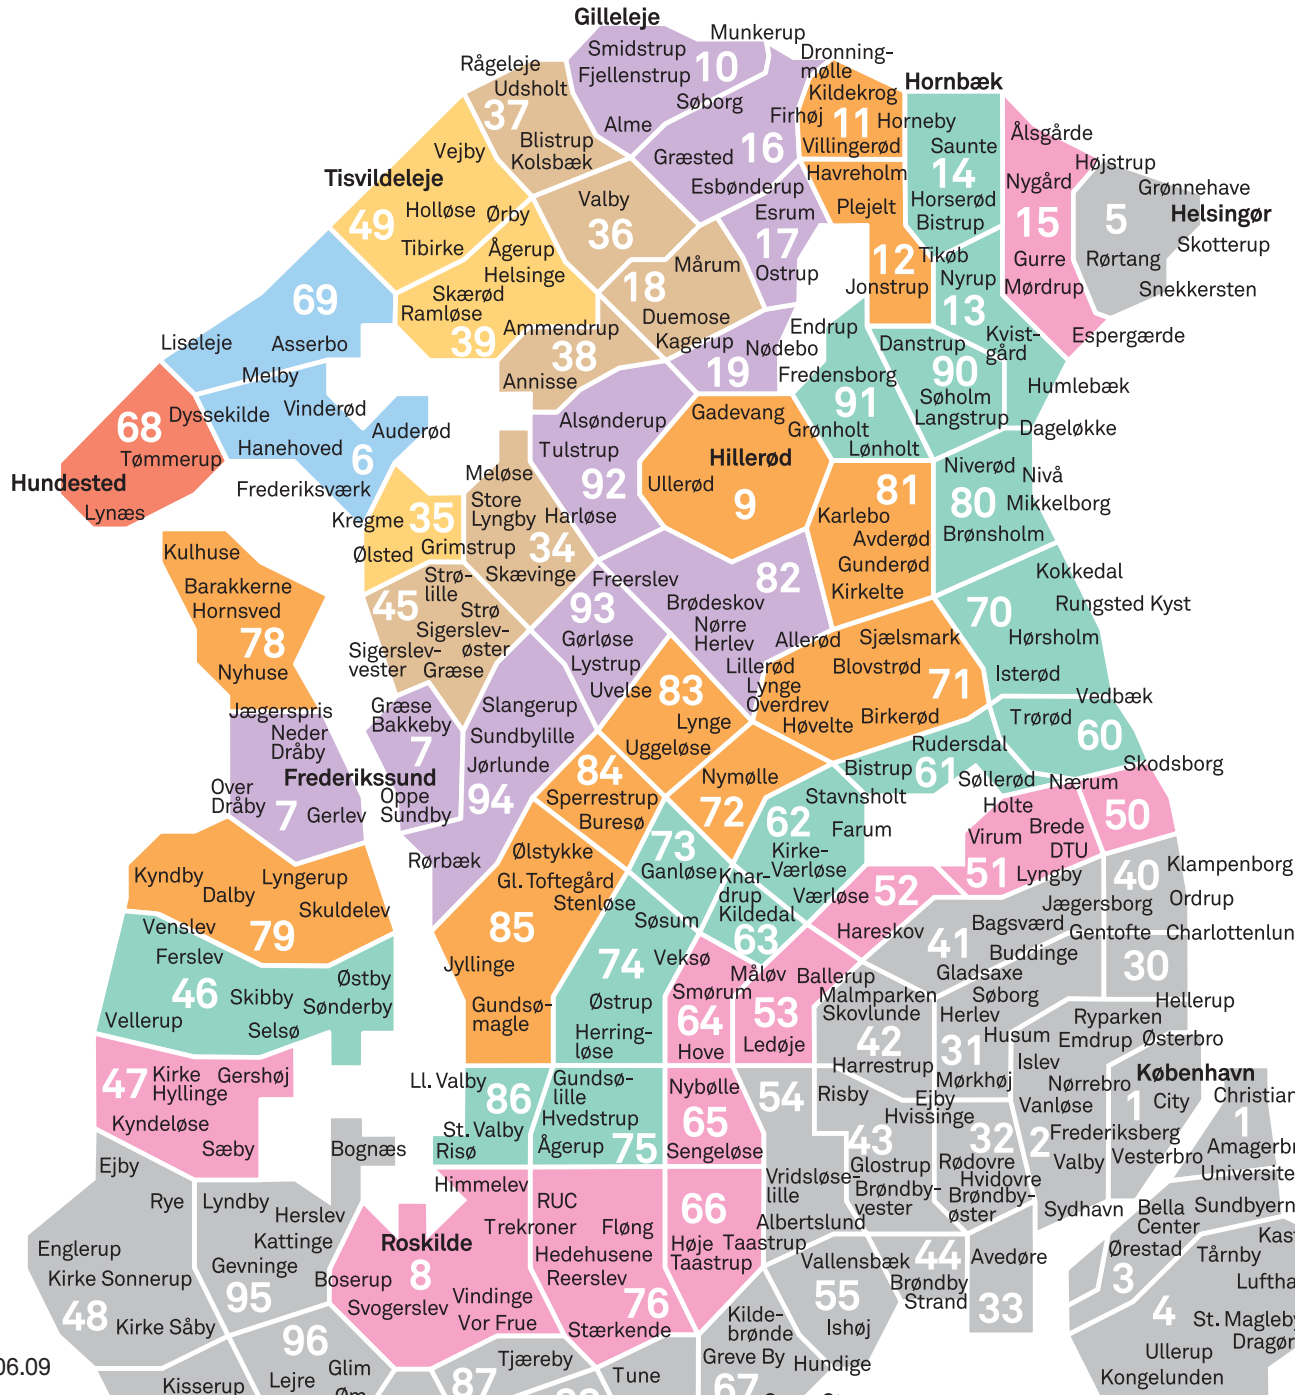 Gilleleje
Munkerup
Smidstrup
Fjellenstrup
10
Søborg
Alme
Rågeleje
Udsholt
37
Blistrup
Kolsbæk
Dronning-
mølle
Kildekrog
Firhøj
11
Villingerød
Horneby
Hornbæk
Saunte
14
Horserød
Bistrup
Ålsgårde
Højstrup
Nygård
15
Gurre
Mørdrup
Grønnehave
5
Helsingør
Skotterup
Rørtang
Snekkersten
Espergærde
Vejby
Tisvildeleje
49
Holløse
Ørby
Tibirke
Græsted
16
Esbønderup
Valby
36
Esrum
17
Ostrup
Havreholm
Plejelt
12
Jonstrup
Tikøb
Nyrup
13
Kvist-
gård
Ågerup
Helsinge
Skærød
Ramløse
39
Mårum
18
Duemose
Kagerup
Ammendrup
38
Annisse
69
Liseleje
Asserbo
Melby
Endrup
Nødebo
19
Fredensborg
91
Grønholt
Lønholt
Danstrup
90
Søholm
Langstrup
Humlebæk
Dageløkke
68
Tømmerup
Hundested
Lynæs
Dyssekilde
Vinderød
Hanehoved
Auderød
6
Frederiksværk
Alsønderup
Tulstrup
92
Harløse
Gadevang
Hillerød
Ullerød
9
Niverød
Nivå
80
Mikkelborg
Brønsholm
81
Karlebo
Avderød
Gunderød
Kirkelte
Meløse
Store
Lyngby
34
Skævinge
Kregme
35
Ølsted
Grimstrup
Kulhuse
Barakkerne
Hornsved
78
Nyhuse
Strø-
lille
45
Strø
Sigerslev-
øster
Sigerslev-
vester
Græse
Freerslev
93
Gørløse
Lystrup
Uvelse
82
Brødeskov
Nørre
Herlev
Allerød
Lillerød
Lynge
Overdrev
Høvelte
Sjælsmark
Blovstrød
71
Birkerød
Kokkedal
70
Rungsted Kyst
Hørsholm
Isterød
Vedbæk
Trørød
60
Skodsborg
Jægerspris
Neder
Dråby
Frederikssund
Over
Dråby
7
Gerlev
Græse
Bakkeby
7
Oppe
Sundby
Slangerup
Sundbylille
Jørlunde
94
Rørbæk
83
Lynge
Uggeløse
84
Sperrestrup
Buresø
Nymølle
72
Rudersdal
Bistrup
61
Søllerød
Nærum
50
Stavnsholt
62
Farum
Kirke-
Værløse
Holte
Virum
Brede
DTU
51
Lyngby
73
Ganløse
Knar-
drup
Kildedal
63
Værløse
52
Hareskov
Kyndby
Dalby
Lyngerup
Skuldelev
79
Ølstykke
Gl. Toftegård
Stenløse
85
Jyllinge
Gundsø-
magle
40
Klampenborg
Jægersborg
Ordrup
Bagsværd
Gentofte
Charlottenlun
41
Buddinge
Gladsaxe
30
Hellerup
Venslev
Ferslev
46
Skibby
Østby
Sønderby
Vellerup
Selsø
Søsum
74
Veksø
Østrup
Herring-
løse
Smørum
64
Hove
Måløv
Ballerup
53
Ledøje
Malmparken
Skovlunde
42
Harrestrup
Søborg
Herlev
31
Mørkhøj
Husum
Islev
Ryparken
Emdrup
Østerbro
København
Nørrebro
1
City
Christian
1
Vanløse
Frederiksberg
2
Valby
Vesterbro
Amagerbr
Universite
47
Kirke
Hyllinge
Gershøj
Kyndeløse
Sæby
Ll. Valby
86
St. Valby
Risø
Gundsø-
lille
Hvedstrup
Ågerup
75
Nybølle
65
Sengeløse
54
Risby
Ejby
Hvissinge
43
Glostrup
Brøndby-
vester
32
Rødovre
Hvidovre
Brøndby-
øster
Vridsløse-
lille
Albertslund
Sydhavn
Bella
Center
Sundbyern
Ørestad
3
Tårnby
Kas
Luftha
4
St. Magleby
Dragør
Ullerup
Kongelunden
Ejby
Rye
Bognæs
Lyndby
Herslev
Kattinge
Gevninge
95
Englerup
Kirke Sonnerup
48
Kirke Såby
Himmelev
Roskilde
8
Boserup
Svogerslev
Vindinge
Vor Frue
RUC
Trekroner
Fløng
Hedehusene
Reerslev
76
Stærkende
66
Høje
Taastrup
Taastrup
Vallensbæk
44
Brøndby
Strand
Avedøre
33
55
Ishøj
Kilde-
brønde
Greve By
Hundige
67
96
Glim
Lejre
Kisserup
Tjæreby
87
Tune
06.09